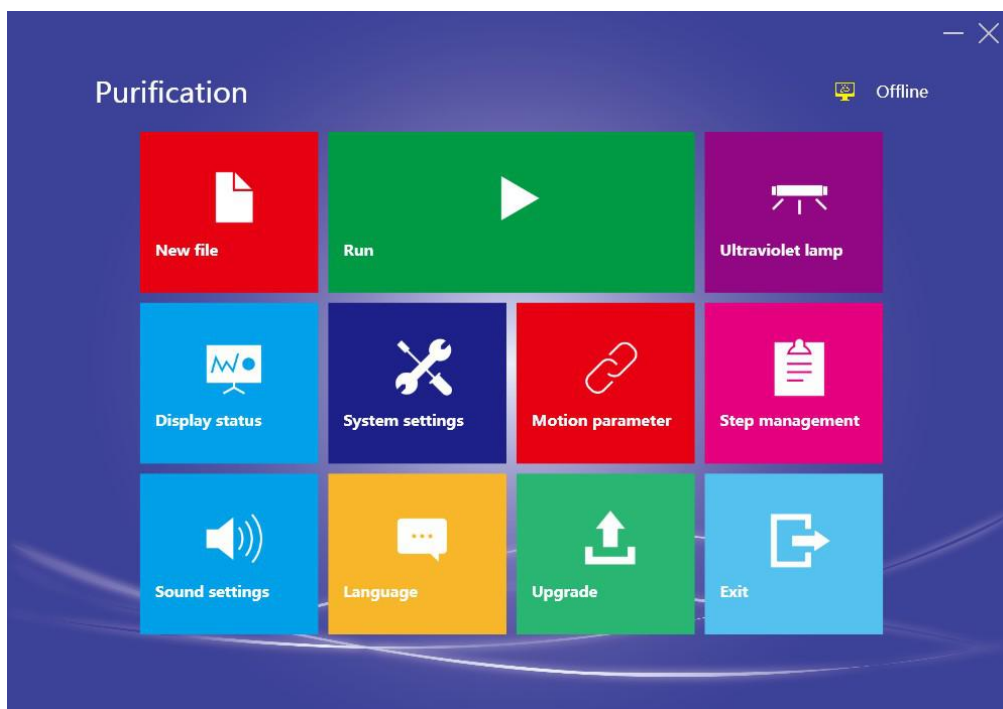 Purification
Offline
New file
Run
Ultraviolet lamp
Display status
System settings
Motion parameter
Step management
Sound settings
Language
Upgrade
Exit